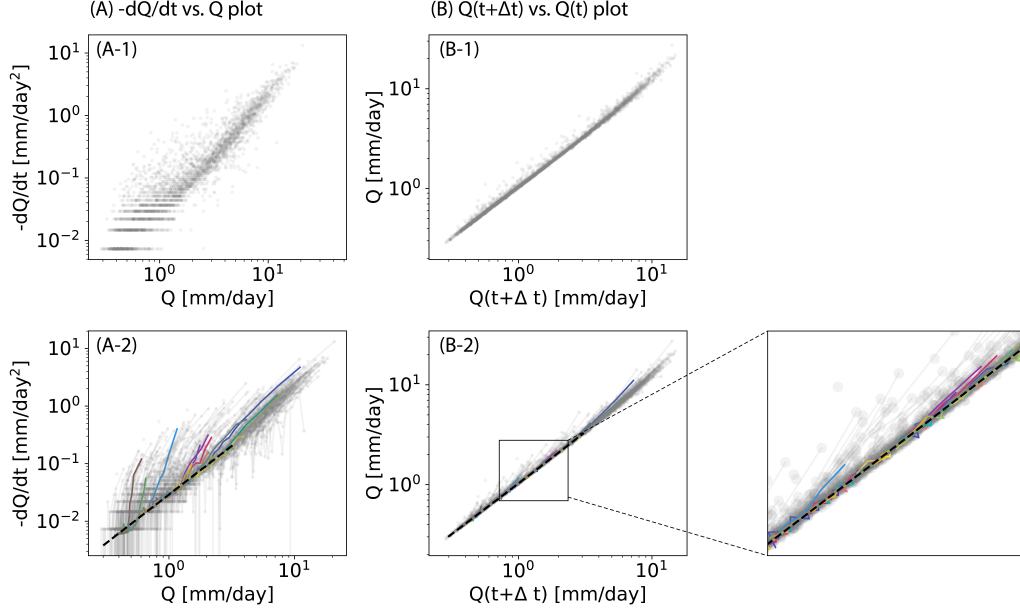 (A) -dQ/dt vs. Q plot
(B) Q(t+Δt) vs. Q(t) plot
(A-1)
-dQ/dt [mm/day²]
10¹
10⁰
10⁻¹
10⁻²
10⁰
10¹
Q [mm/day]
(B-1)
Q [mm/day]
10¹
10⁰
10⁰
10¹
Q(t+Δ t) [mm/day]
(A-2)
-dQ/dt [mm/day²]
10¹
10⁰
10⁻¹
10⁻²
10⁰
10¹
Q [mm/day]
(B-2)
Q [mm/day]
10¹
10⁰
10⁰
10¹
Q(t+Δ t) [mm/day]